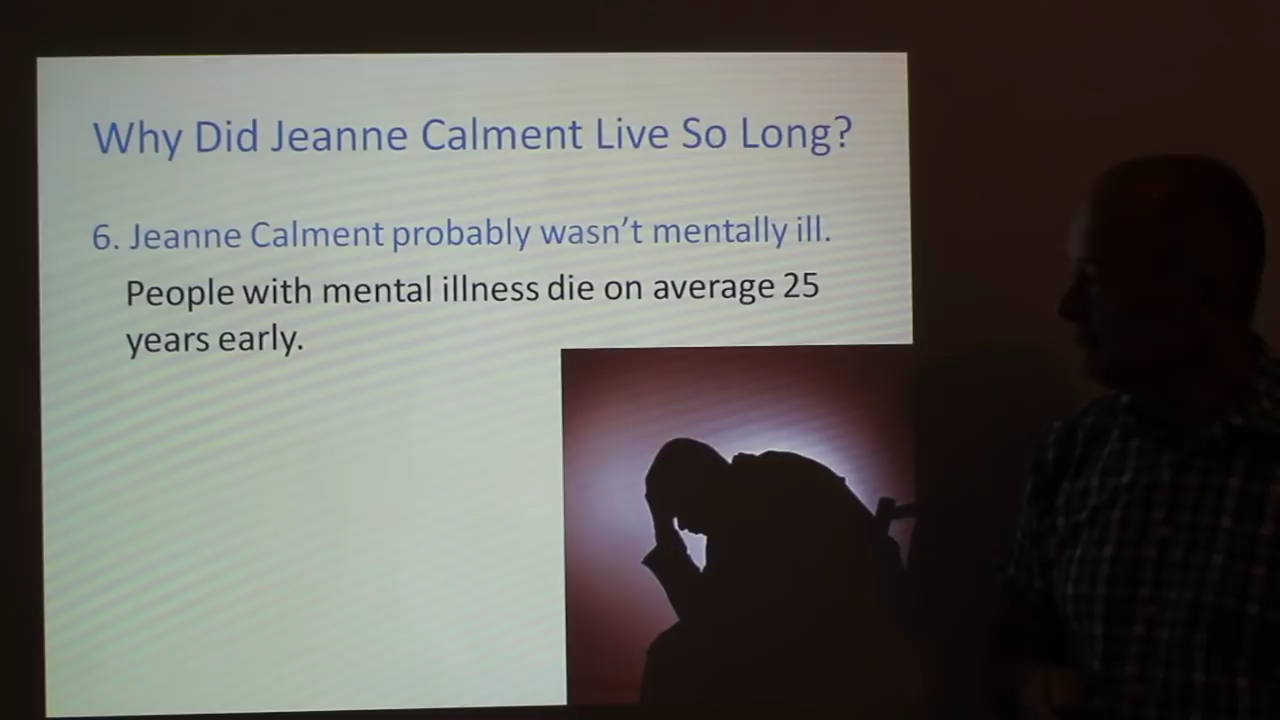 Why Did Jeanne Calment Live So Long?
6. Jeanne Calment probably wasn't mentally ill.
People with mental illness die on average 25
years early.